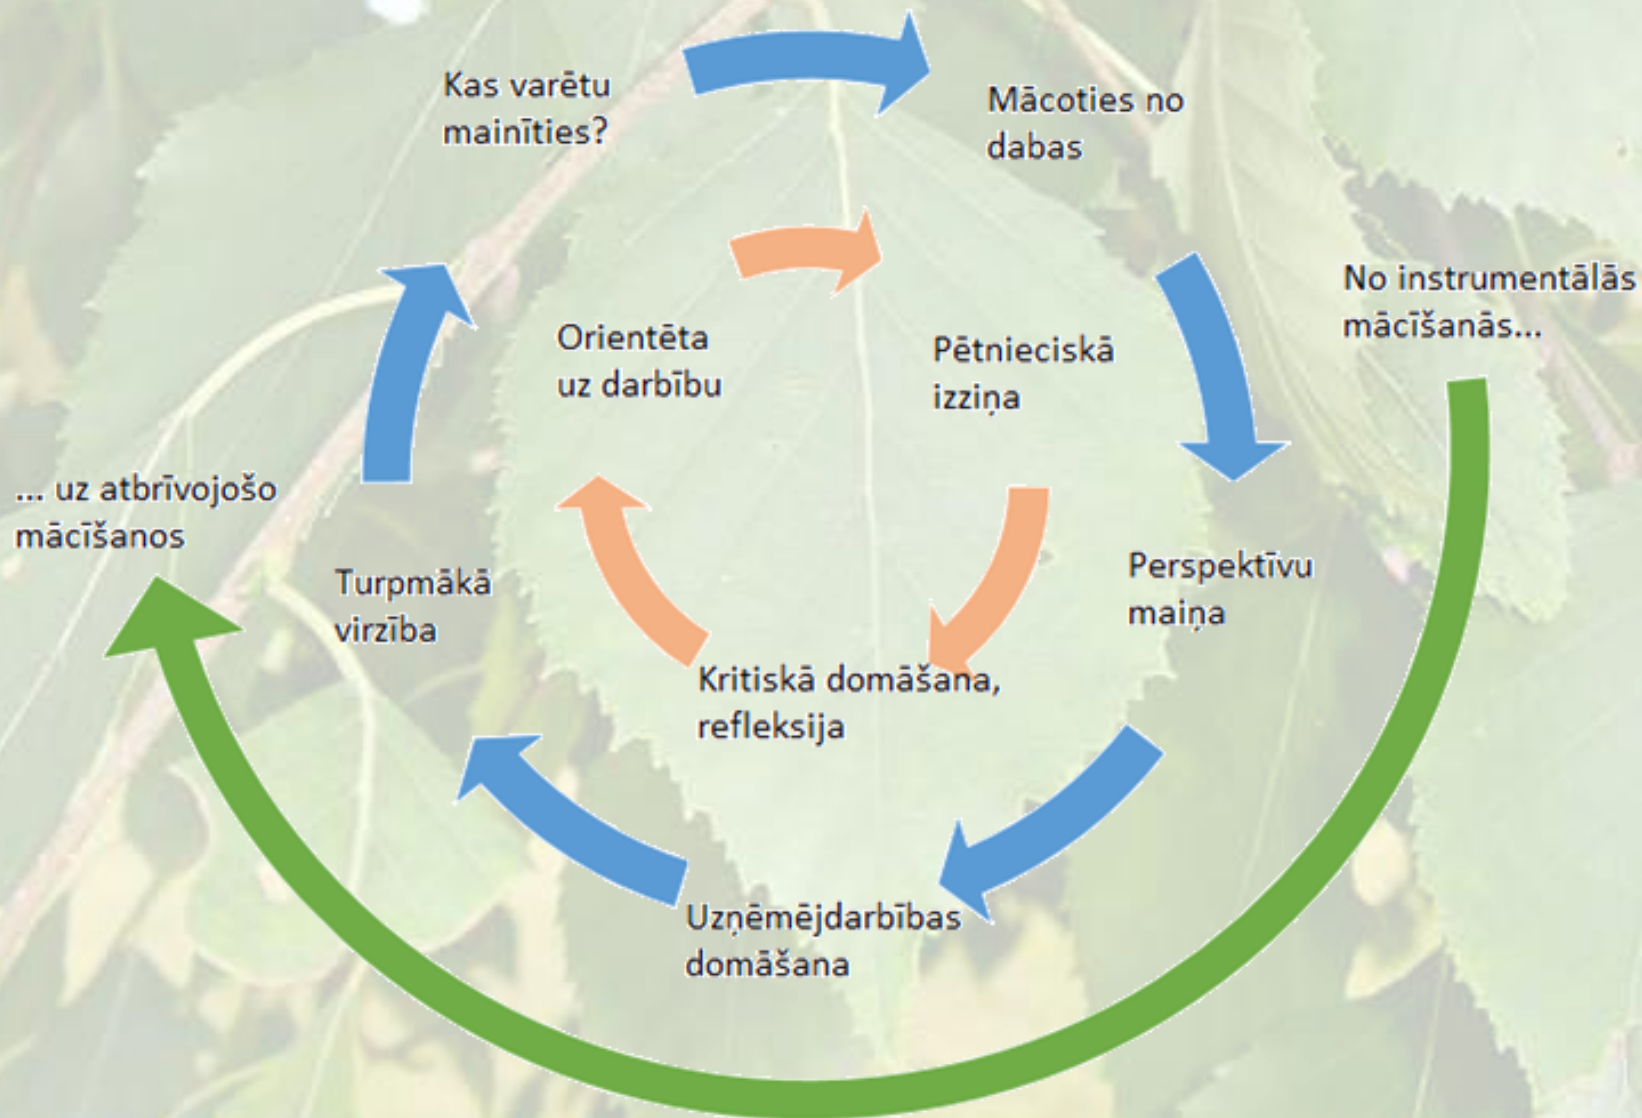 Kas varētu
mainīties?
Mācoties no
dabas
No instrumentālās
mācīšanās...
Orientēta
uz darbību
Pētnieciskā
izziņa
... uz atbrīvojošo
mācīšanos
Turpmākā
virzība
Perspektīvu
maiņa
Kritiskā domāšana,
refleksija
Uzņēmējdarbības
domāšana